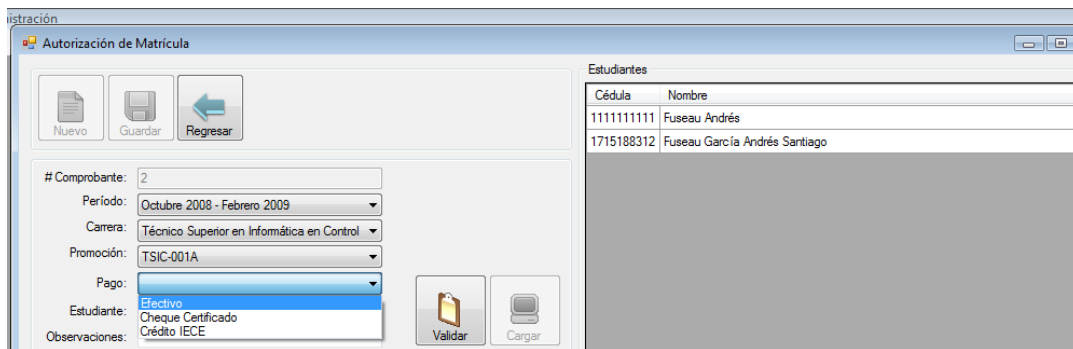 istración
Autorización de Matrícula
Nuevo Guardar Regresar
# Comprobante: 2
Período: Octubre 2008 - Febrero 2009
Carrera: Técnico Superior en Informática en Control
Promoción: TSIC-001A
Pago:
Efectivo
Cheque Certificado
Crédito IECE
Estudiante:
Observaciones:
Validar Cargar
Estudiantes
Cédula Nombre
1111111111 Fuseau Andrés
1715188312 Fuseau García Andrés Santiago